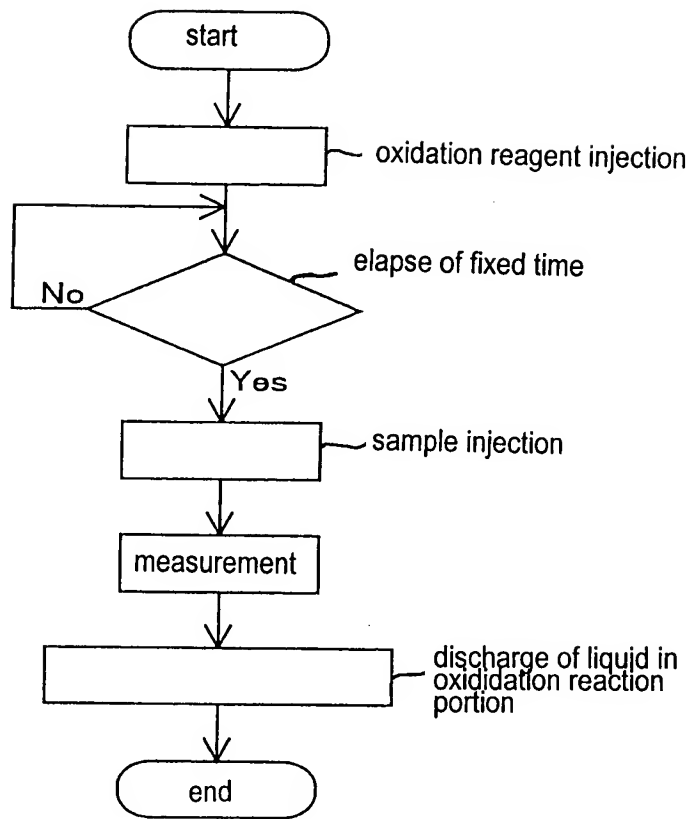 start
oxidation reagent injection
elapse of fixed time
No
Yes
sample injection
measurement
discharge of liquid in
oxididation reaction
portion
end